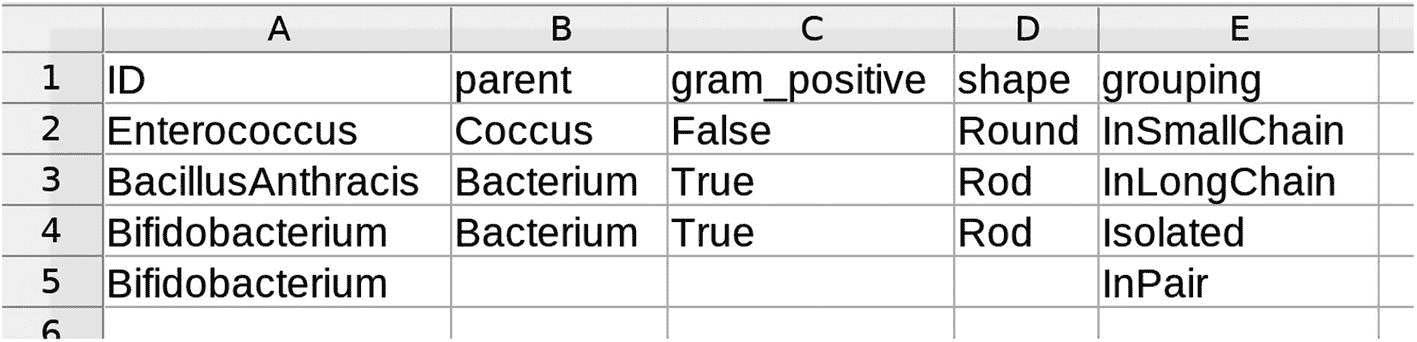 A B C D E
1 ID parent gram_positive shape grouping
2 Enterococcus Coccus False Round InSmallChain
3 BacillusAnthracis Bacterium True Rod InLongChain
4 Bifidobacterium Bacterium True Rod Isolated
5 Bifidobacterium InPair
6